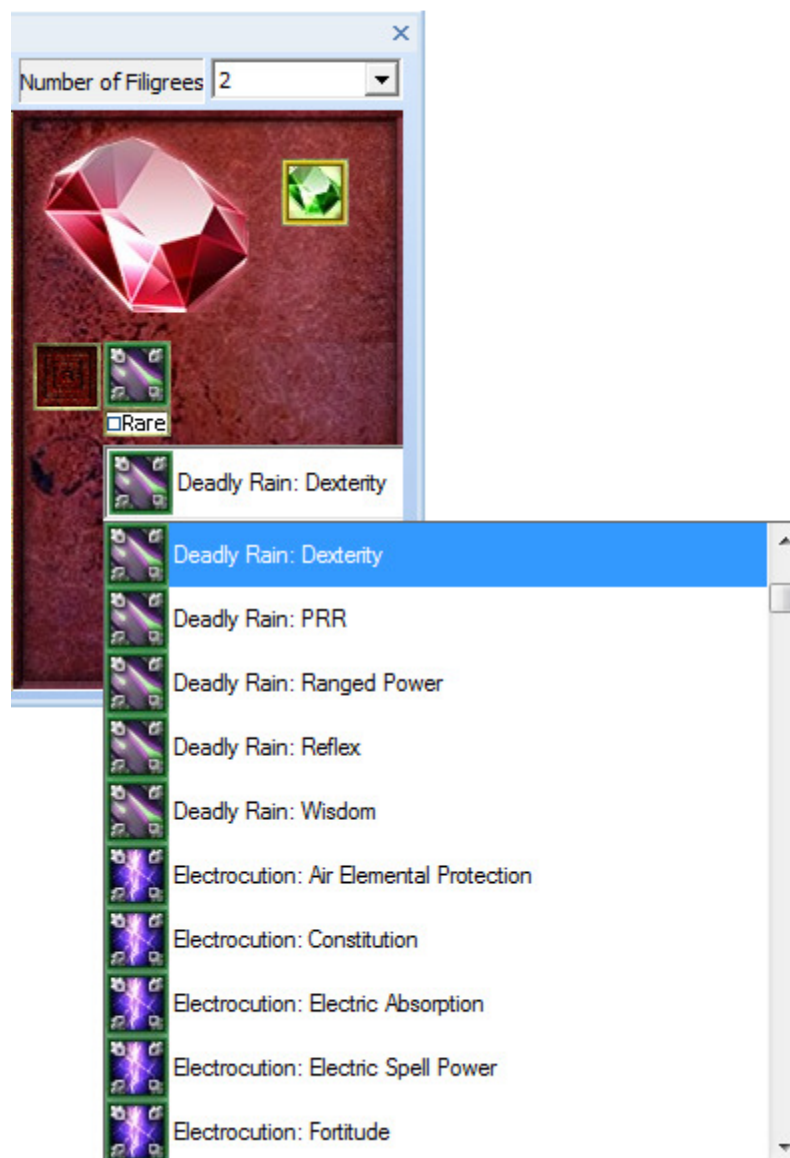 Number of Filigrees 2
Rare
Deadly Rain: Dexterity
Deadly Rain: Dexterity
Deadly Rain: PRR
Deadly Rain: Ranged Power
Deadly Rain: Reflex
Deadly Rain: Wisdom
Electrocution: Air Elemental Protection
Electrocution: Constitution
Electrocution: Electric Absorption
Electrocution: Electric Spell Power
Electrocution: Fortitude